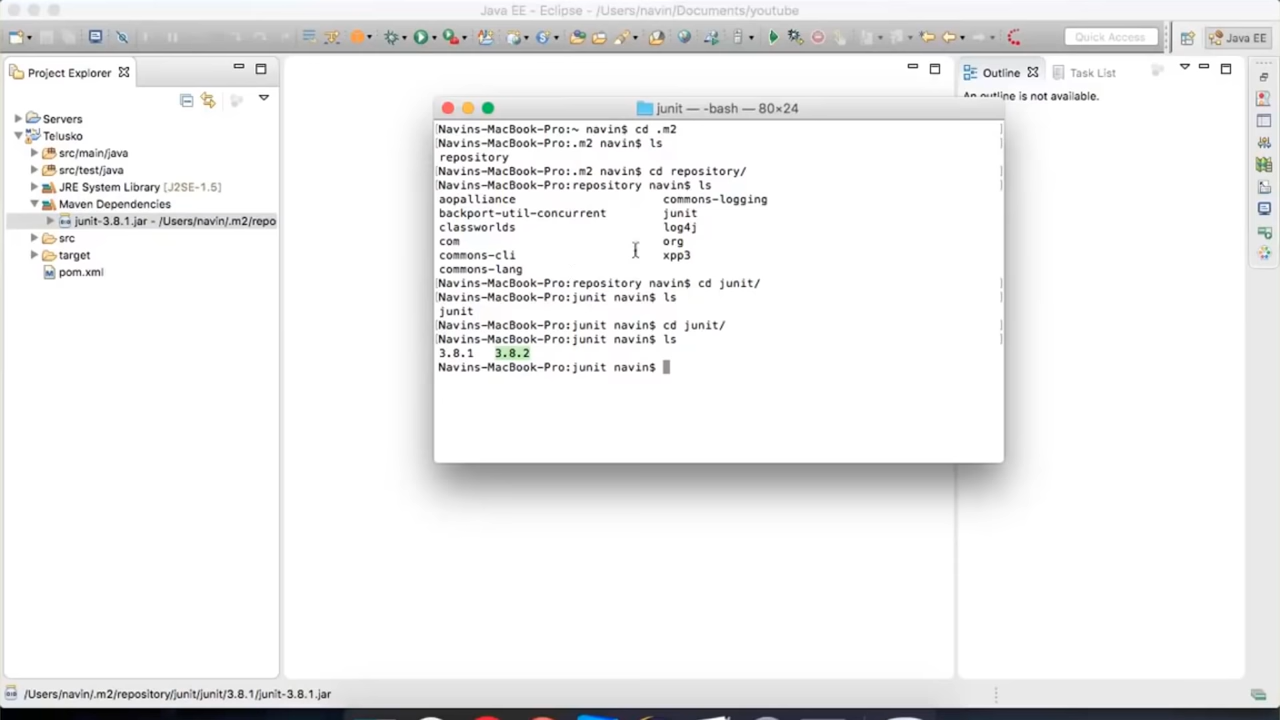 Java EE - Eclipse - /Users/navin/Documents/youtube
Quick Access
Java EE
Project Explorer
Servers
Telusko
src/main/java
src/test/java
JRE System Library [J2SE-1.5]
Maven Dependencies
junit-3.8.1.jar - /Users/navin/.m2/repo
src
target
pom.xml
junit — -bash — 80×24
Navins-MacBook-Pro:~ navin$ cd .m2
Navins-MacBook-Pro:.m2 navin$ ls
repository
Navins-MacBook-Pro:.m2 navin$ cd repository/
Navins-MacBook-Pro:repository navin$ ls
aopalliance commons-logging
backport-util-concurrent junit
classworlds log4j
com org
commons-cli xpp3
commons-lang
Navins-MacBook-Pro:repository navin$ cd junit/
Navins-MacBook-Pro:junit navin$ ls
junit
Navins-MacBook-Pro:junit navin$ cd junit/
Navins-MacBook-Pro:junit navin$ ls
3.8.1 3.8.2
Navins-MacBook-Pro:junit navin$
Outline
Task List
An outline is not available.
/Users/navin/.m2/repository/junit/junit/3.8.1/junit-3.8.1.jar